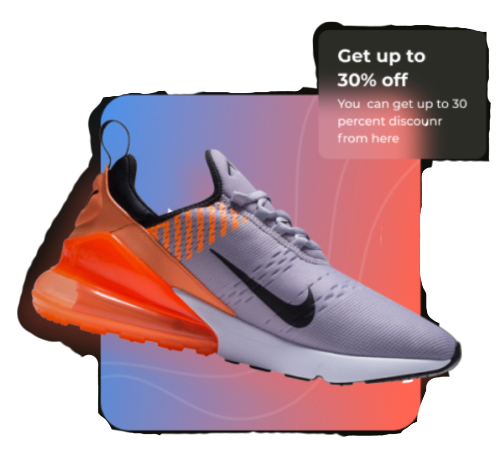 Get up to
30% off
You can get up to 30
percent discounr
from here